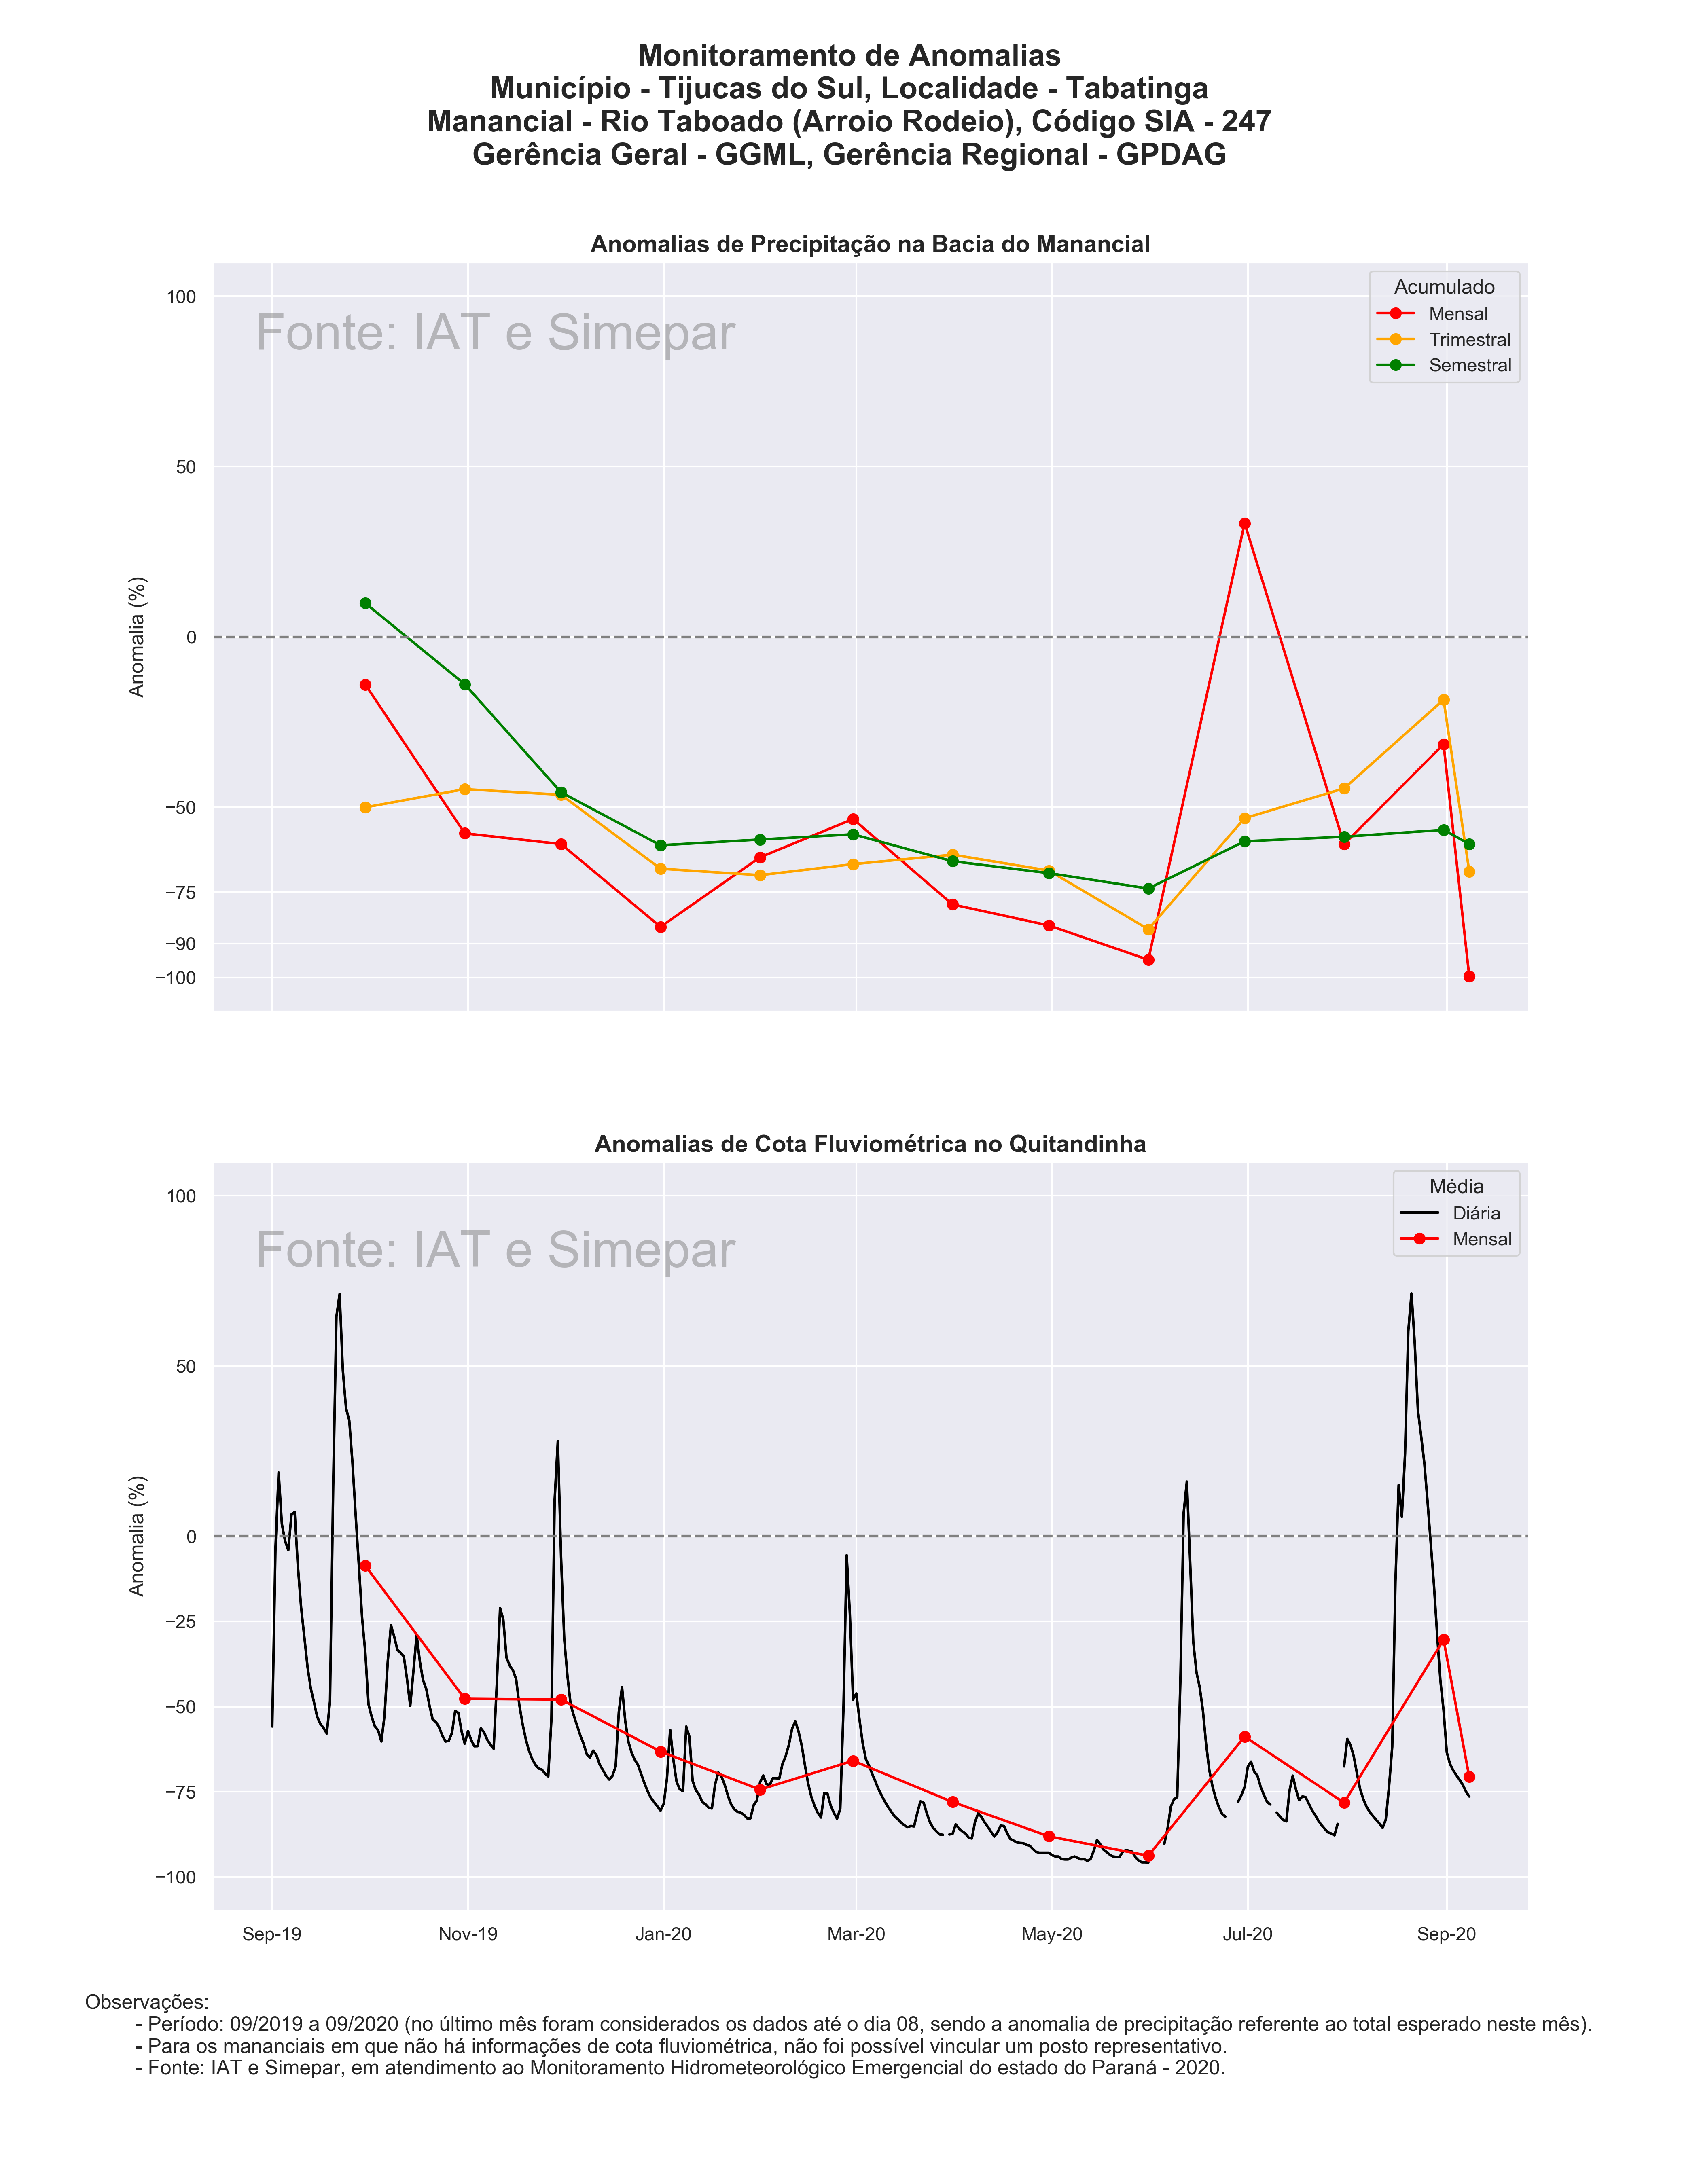 Monitoramento de Anomalias
Município - Tijucas do Sul, Localidade - Tabatinga
Manancial - Rio Taboado (Arroio Rodeio), Código SIA - 247
Gerência Geral - GGML, Gerência Regional - GPDAG
Anomalias de Precipitação na Bacia do Manancial
Fonte: IAT e Simepar
Acumulado
Mensal
Trimestral
Semestral
Anomalia (%)
100
50
0
−50
−75
−90
−100
Anomalias de Cota Fluviométrica no Quitandinha
Fonte: IAT e Simepar
Média
Diária
Mensal
Anomalia (%)
100
50
0
−25
−50
−75
−100
Sep-19 Nov-19 Jan-20 Mar-20 May-20 Jul-20 Sep-20
Observações:
- Período: 09/2019 a 09/2020 (no último mês foram considerados os dados até o dia 08, sendo a anomalia de precipitação referente ao total esperado neste mês).
- Para os mananciais em que não há informações de cota fluviométrica, não foi possível vincular um posto representativo.
- Fonte: IAT e Simepar, em atendimento ao Monitoramento Hidrometeorológico Emergencial do estado do Paraná - 2020.